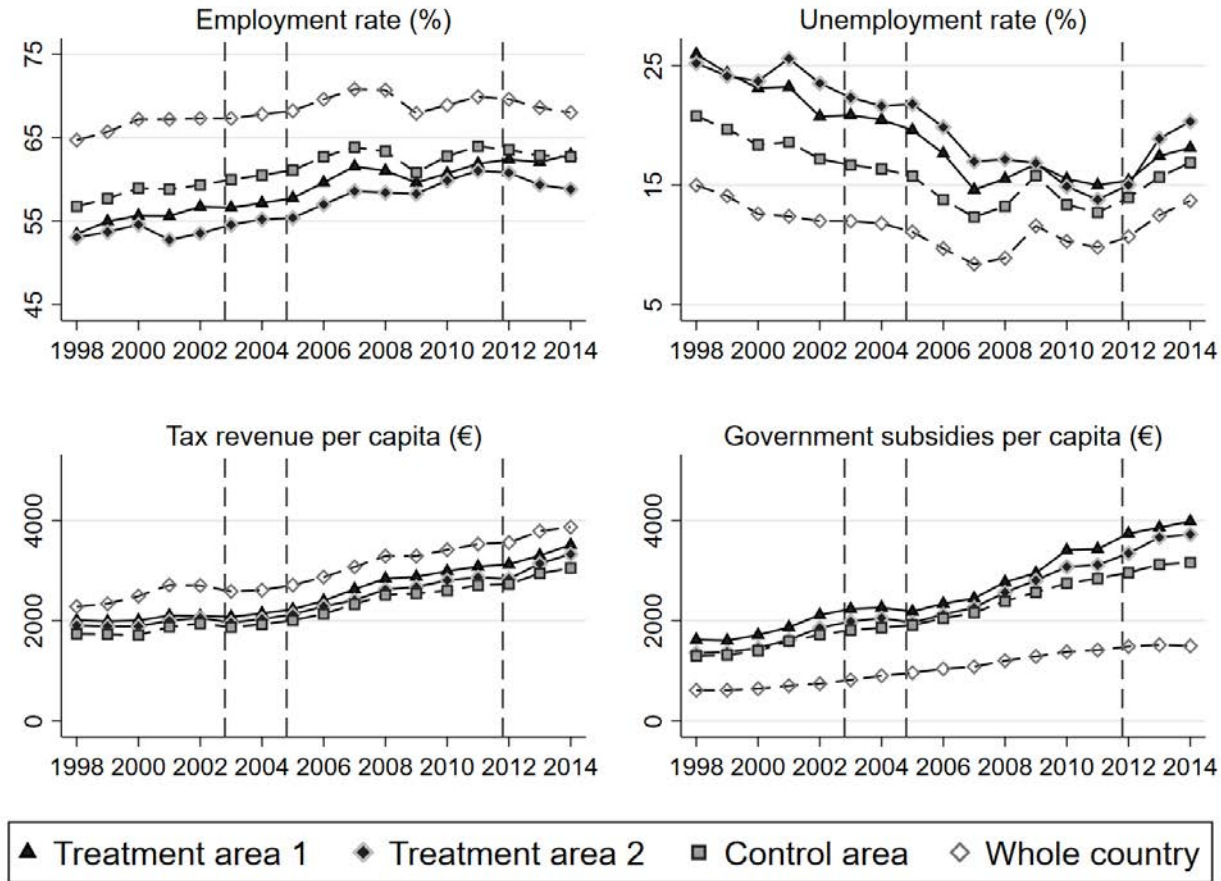 Employment rate (%)
75
65
55
45
1998 2000 2002 2004 2006 2008 2010 2012 2014
Unemployment rate (%)
25
15
5
1998 2000 2002 2004 2006 2008 2010 2012 2014
Tax revenue per capita (€)
4000
2000
0
1998 2000 2002 2004 2006 2008 2010 2012 2014
Government subsidies per capita (€)
4000
2000
0
1998 2000 2002 2004 2006 2008 2010 2012 2014
Treatment area 1 Treatment area 2 Control area Whole country